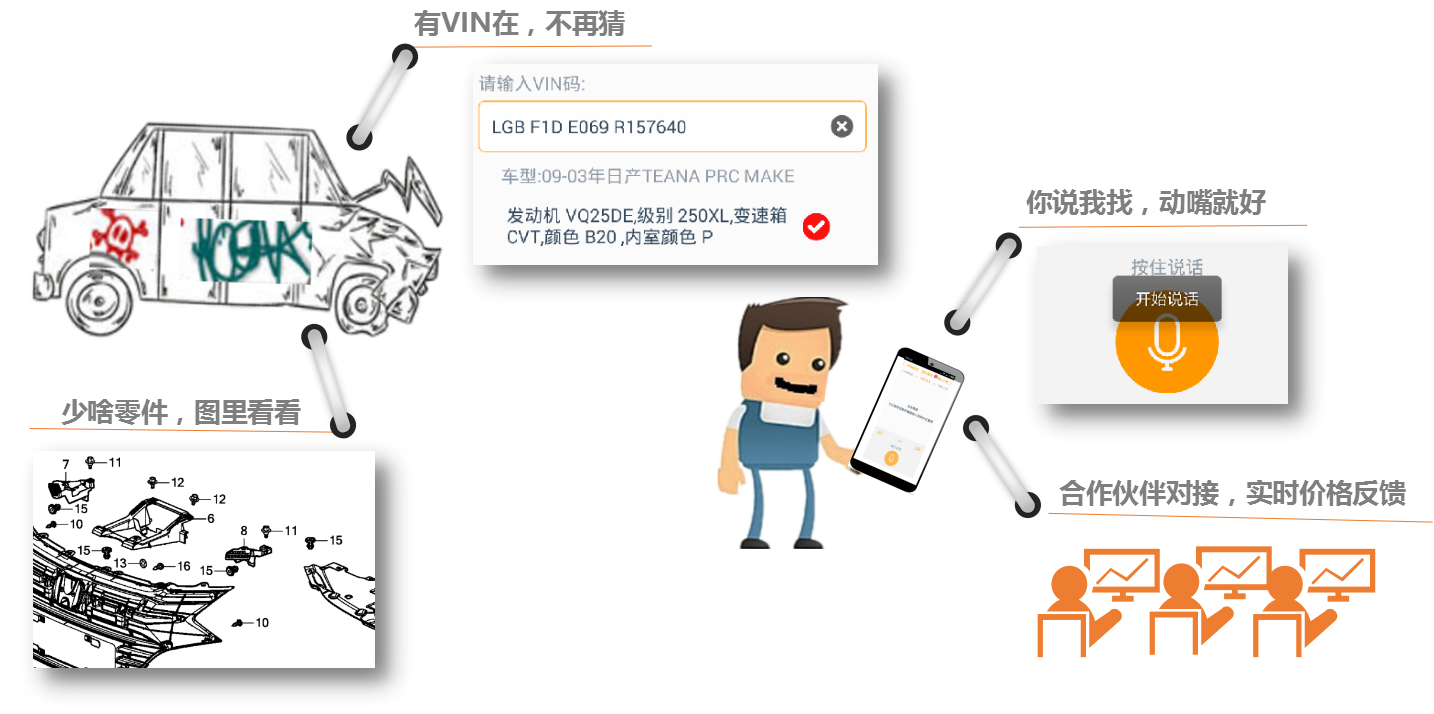 有VIN在，不再猜
请输入VIN码:
LGB F1D E069 R157640
车型:09-03年日产TEANA PRC MAKE
发动机 VQ25DE,级别 250XL,变速箱
CVT,颜色 B20 ,内室颜色 P
你说我找，动嘴就好
按住说话
开始说话
少啥零件，图里看看
7
11
12
12
15
6
10
8
11
15
15
13
16
15
10
合作伙伴对接，实时价格反馈